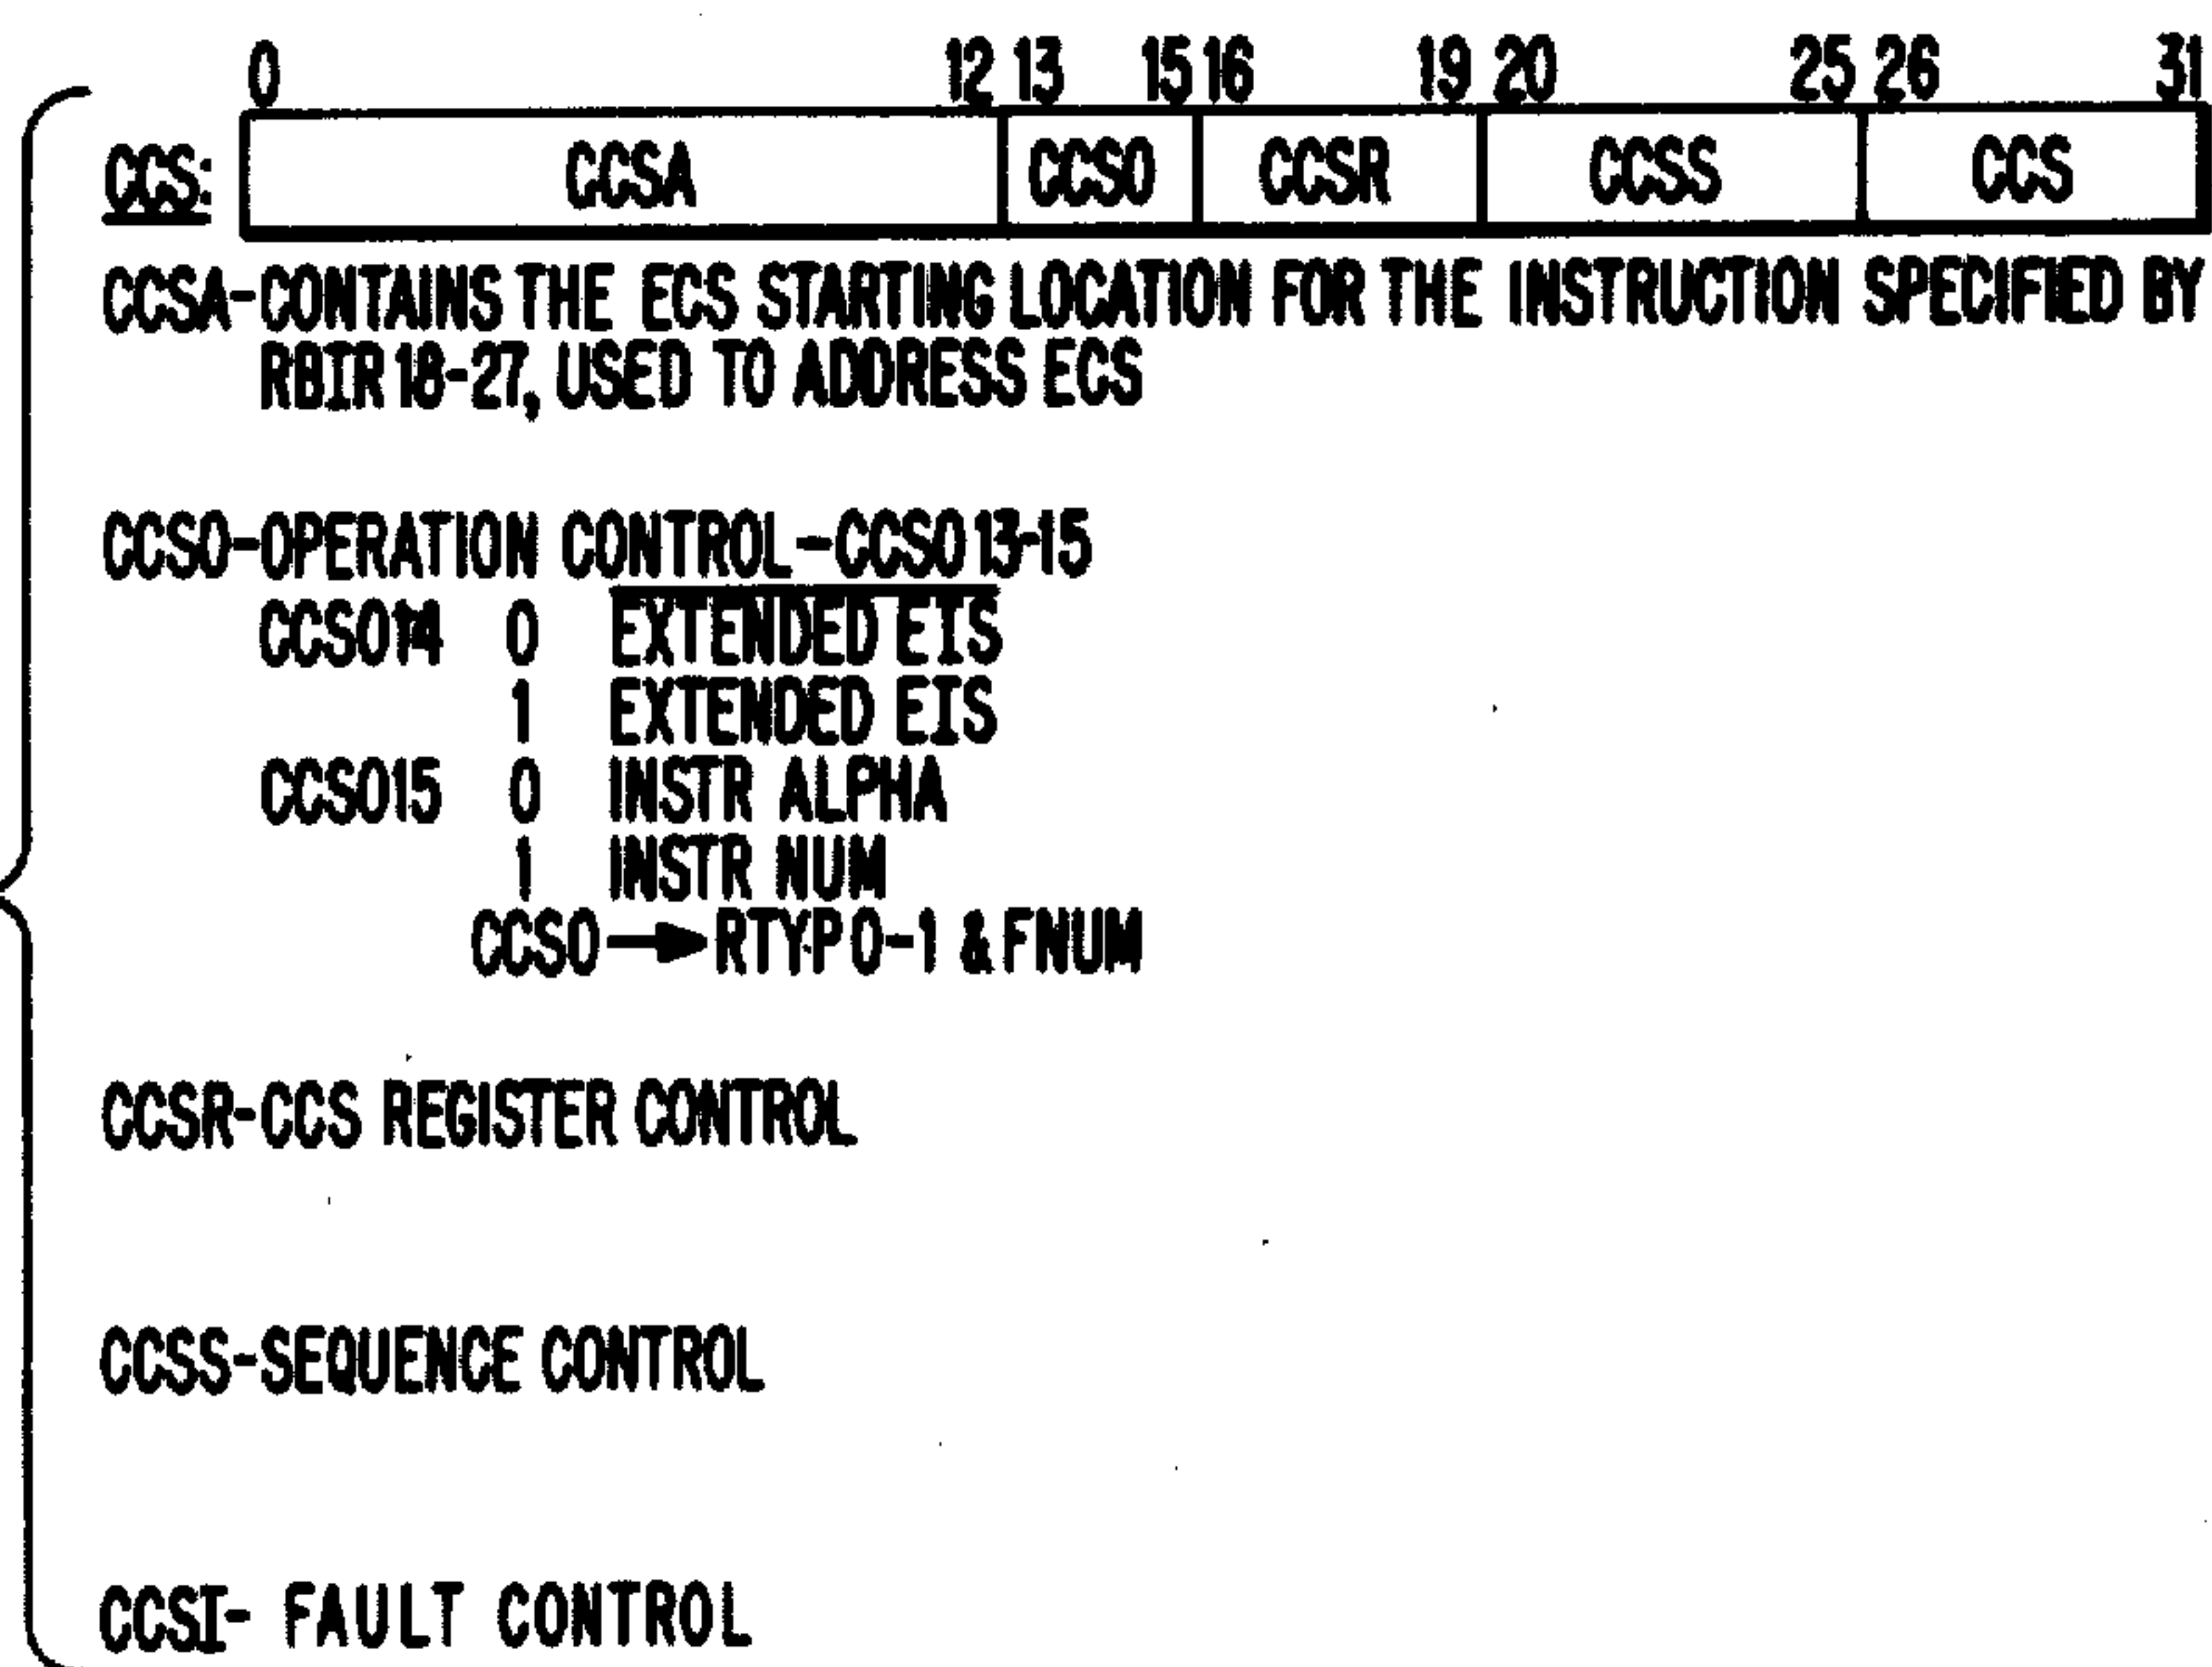 0 12 13 15 16 19 20 25 26 31
CCS: CCSA CCSO CCSR CCSS CCS
CCSA-CONTAINS THE ECS STARTING LOCATION FOR THE INSTRUCTION SPECIFIED BY
RBIR 18-27, USED TO ADDRESS ECS
CCSO-OPERATION CONTROL-CCSO 13-15
CCSO14 0 EXTENDED EIS
1 EXTENDED EIS
CCSO15 0 INSTR ALPHA
1 INSTR NUM
CCSO→RTYP 0-1 & FNUM
CCSR-CCS REGISTER CONTROL
CCSS-SEQUENCE CONTROL
CCSI- FAULT CONTROL